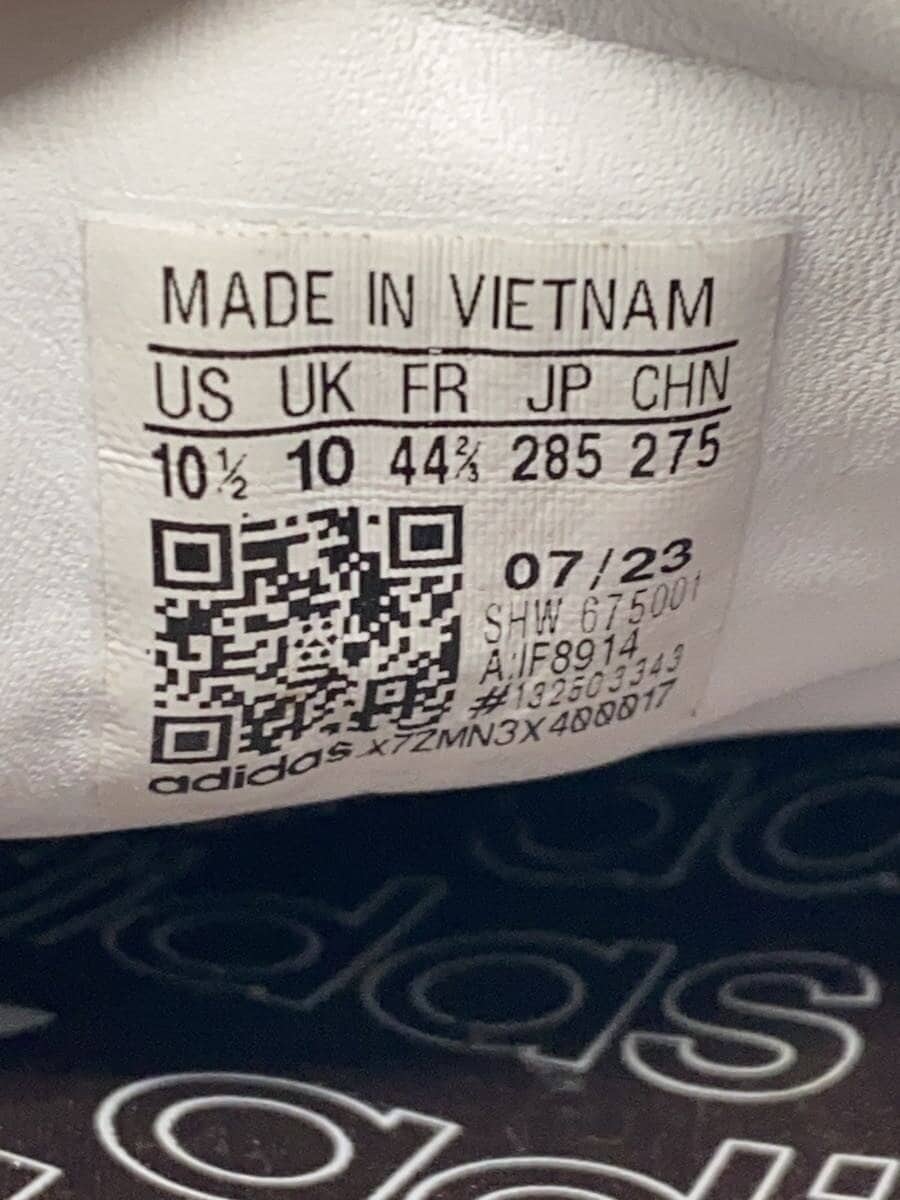 MADE IN VIETNAM
US UK FR JP CHN
10½ 10 44⅔ 285 275
07/23
SHW 675001
A:IF8914
#132503343
adidas x7ZMN3X400017
das